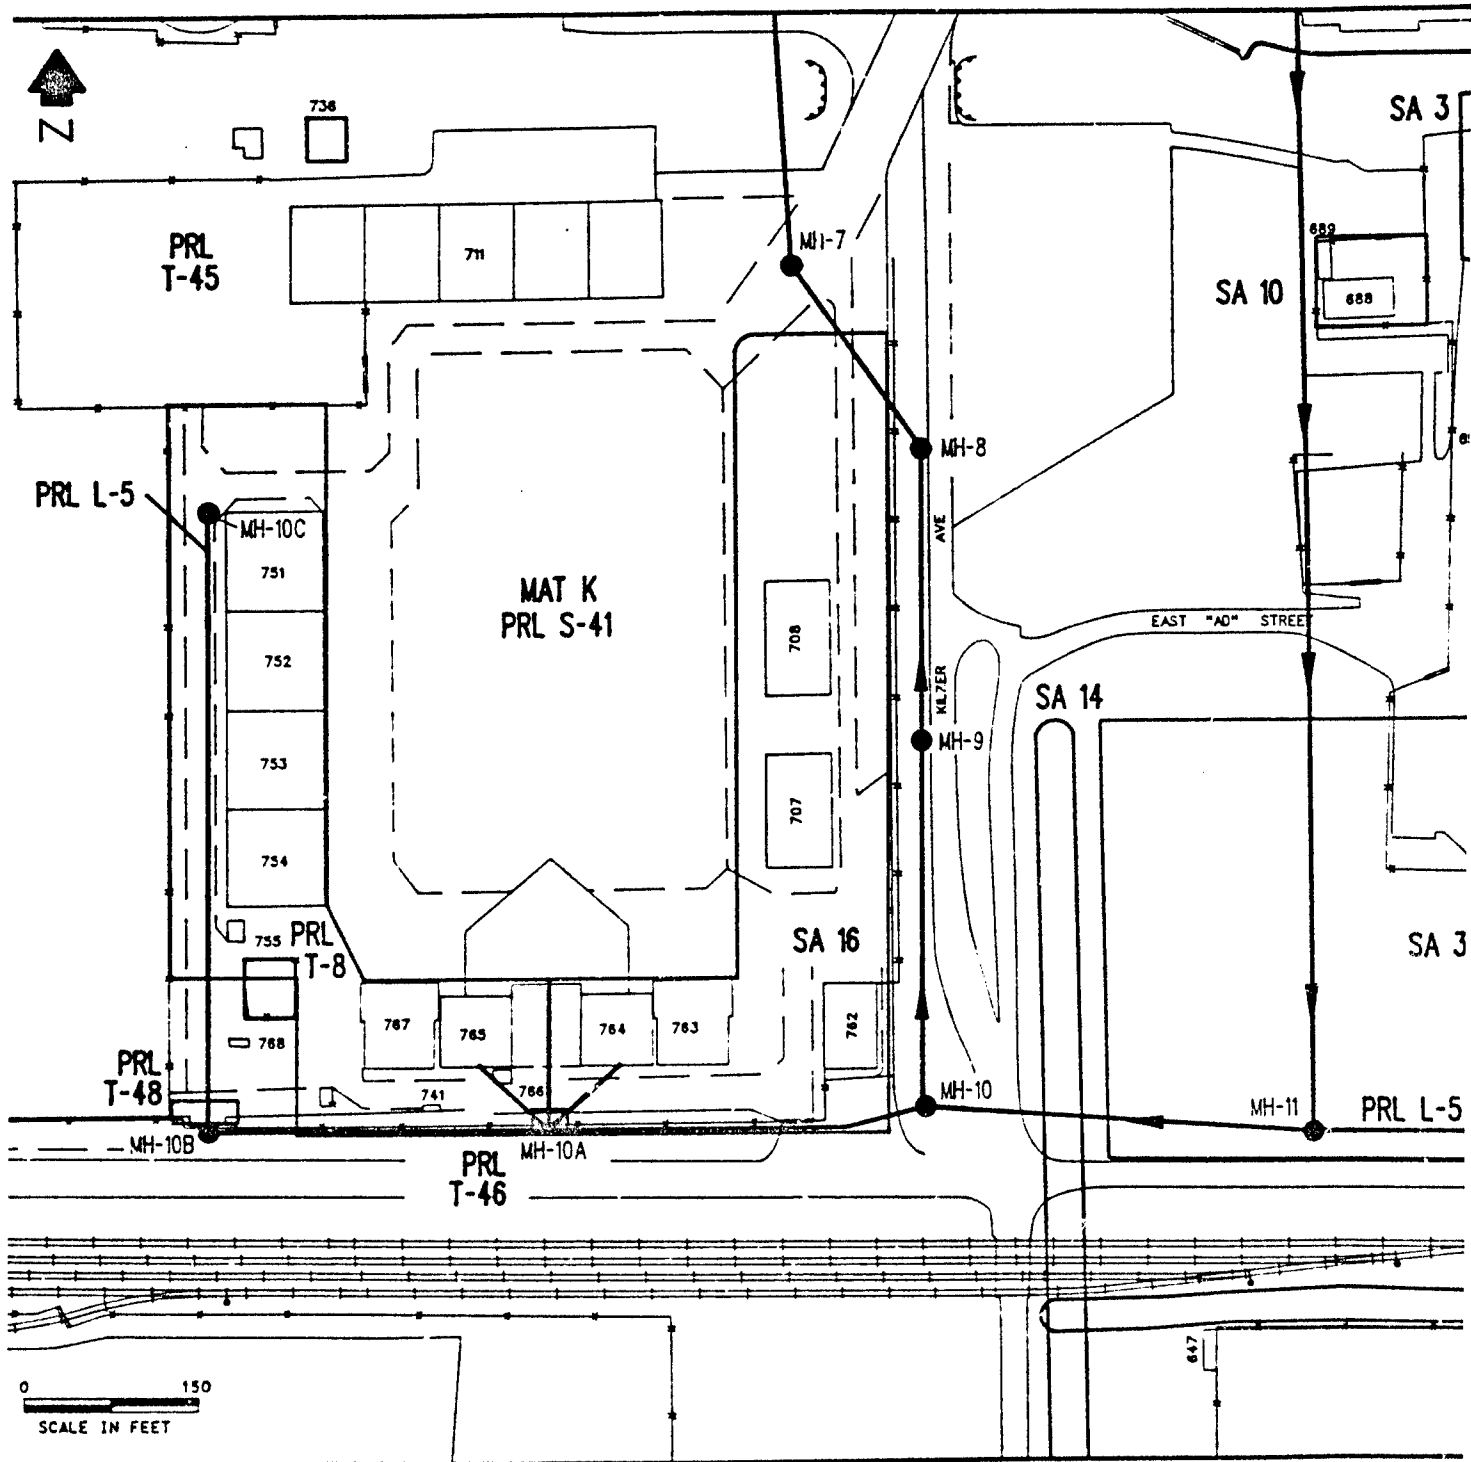 SA 3
N
736
PRL
T-45
711
MH-7
689
688
SA 10
MH-8
PRL L-5
MH-10C
AVE
751
MAT K
PRL S-41
752
708
EAST "AD" STREET
KILZER
SA 14
MH-9
753
707
754
755
PRL
T-8
SA 16
SA 3
767
765
764
763
762
768
PRL
T-48
741
766
MH-10
MH-11
PRL L-5
MH-10B
MH-10A
PRL
T-46
647
0 150
SCALE IN FEET